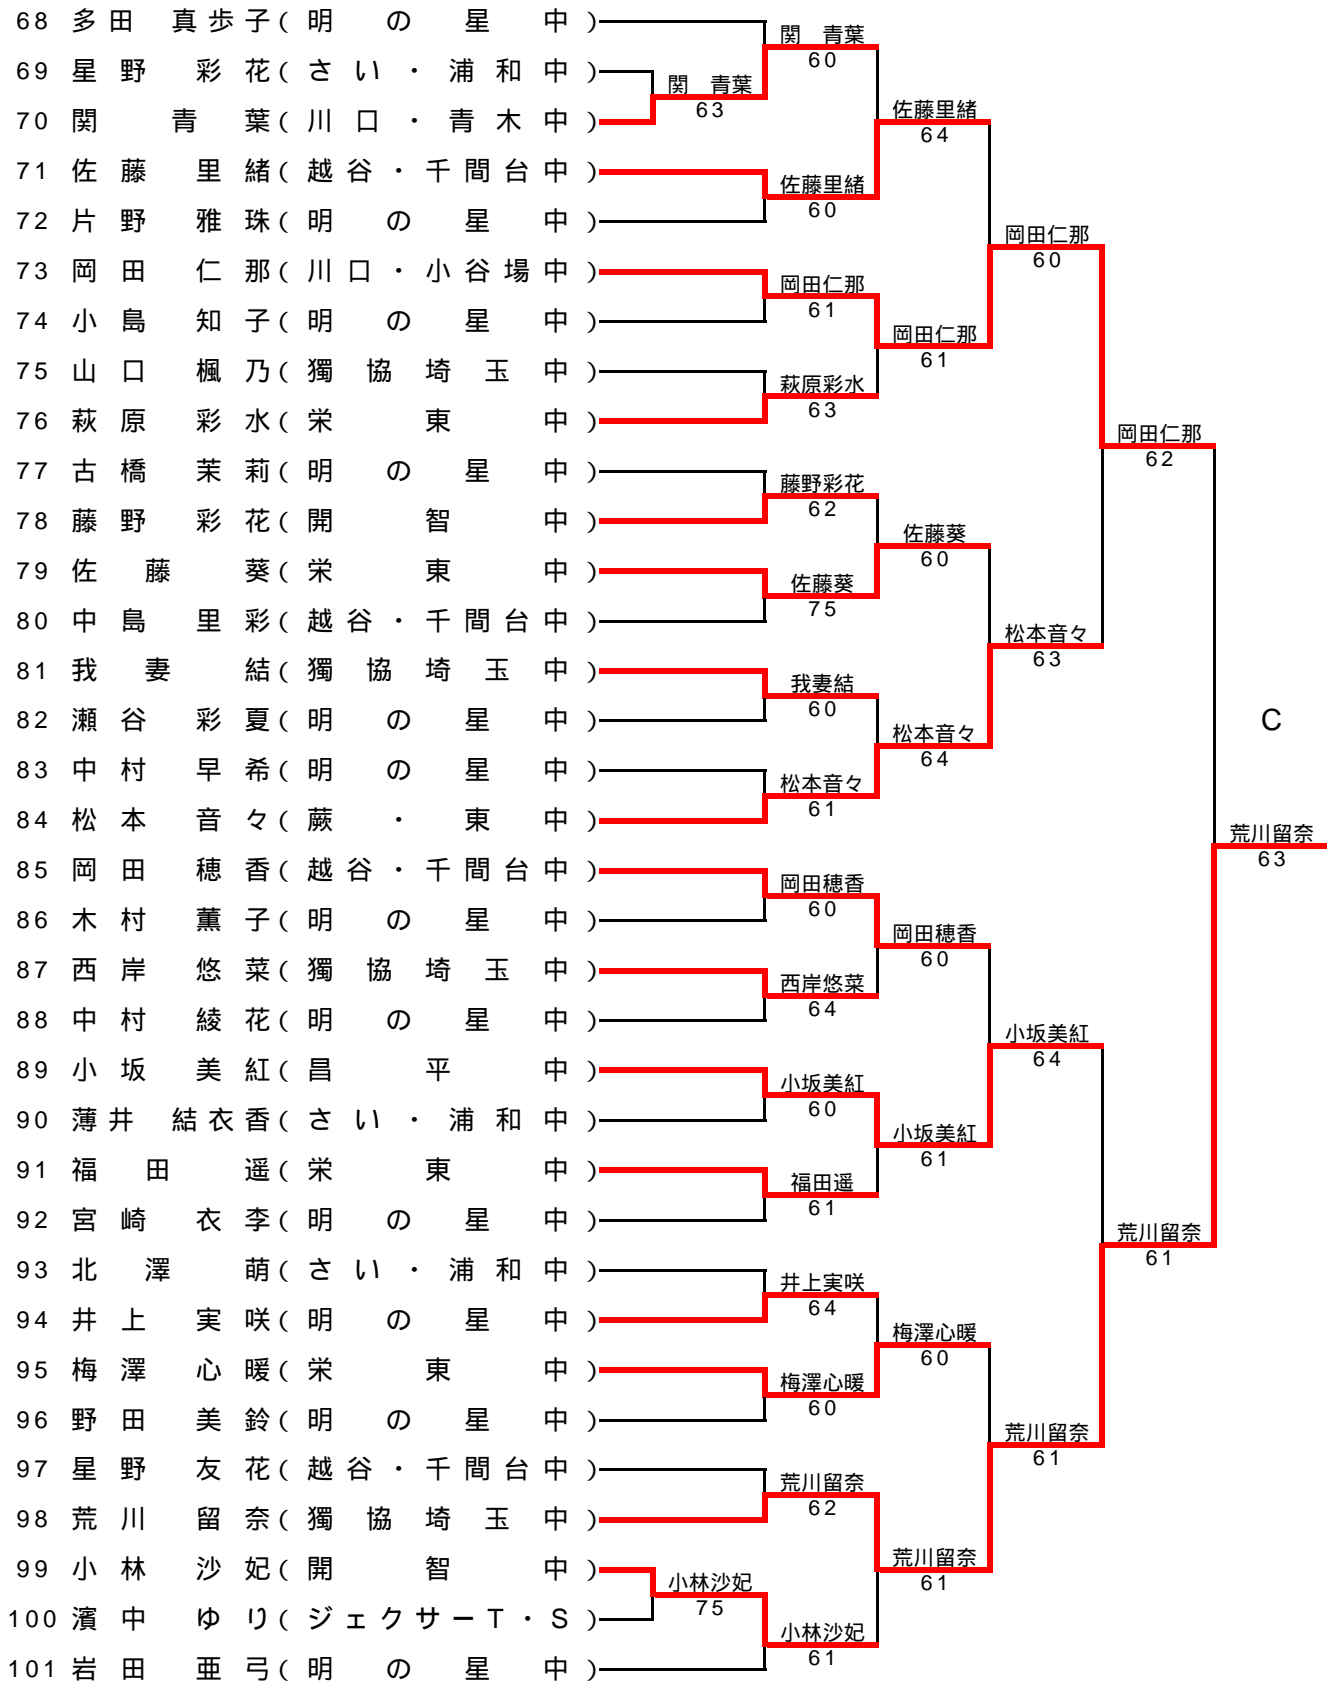 68 多田 真歩子(明の星中)
69 星野 彩花(さい・浦和中)
70 関 青葉(川口・青木中)
71 佐藤 里緒(越谷・千間台中)
72 片野 雅珠(明の星中)
73 岡田 仁那(川口・小谷場中)
74 小島 知子(明の星中)
75 山口 楓乃(獨協埼玉中)
76 萩原 彩水(栄東中)
77 古橋 茉莉(明の星中)
78 藤野 彩花(開智中)
79 佐藤 葵(栄東中)
80 中島 里彩(越谷・千間台中)
81 我妻 結(獨協埼玉中)
82 瀬谷 彩夏(明の星中)
83 中村 早希(明の星中)
84 松本 音々(蕨・東中)
85 岡田 穂香(越谷・千間台中)
86 木村 薫子(明の星中)
87 西岸 悠菜(獨協埼玉中)
88 中村 綾花(明の星中)
89 小坂 美紅(昌平中)
90 薄井 結衣香(さい・浦和中)
91 福田 遥(栄東中)
92 宮崎 衣李(明の星中)
93 北澤 萌(さい・浦和中)
94 井上 実咲(明の星中)
95 梅澤 心暖(栄東中)
96 野田 美鈴(明の星中)
97 星野 友花(越谷・千間台中)
98 荒川 留奈(獨協埼玉中)
99 小林 沙妃(開智中)
100 濱中 ゆり(ジェクサーT・S)
101 岩田 亜弓(明の星中)
関 青葉
63
小林沙妃
75
関 青葉
60
佐藤里緒
60
岡田仁那
61
萩原彩水
63
藤野彩花
62
佐藤葵
75
我妻結
60
松本音々
61
岡田穂香
60
西岸悠菜
64
小坂美紅
60
福田遥
61
井上実咲
64
梅澤心暖
60
荒川留奈
62
小林沙妃
61
佐藤里緒
64
岡田仁那
61
佐藤葵
60
松本音々
64
岡田穂香
60
小坂美紅
61
梅澤心暖
60
荒川留奈
61
岡田仁那
60
松本音々
63
小坂美紅
64
荒川留奈
61
岡田仁那
62
荒川留奈
61
C
荒川留奈
63